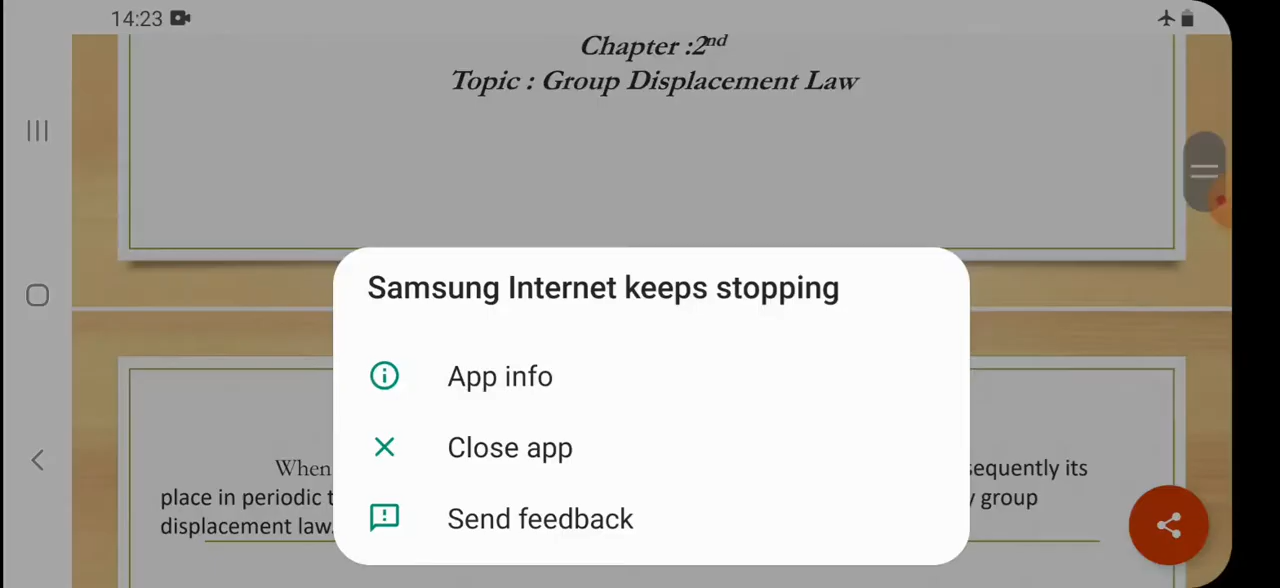 14:23
Chapter :2nd
Topic : Group Displacement Law
Samsung Internet keeps stopping
App info
Close app
Send feedback
When sequently its
place in periodic t y group
displacement law.